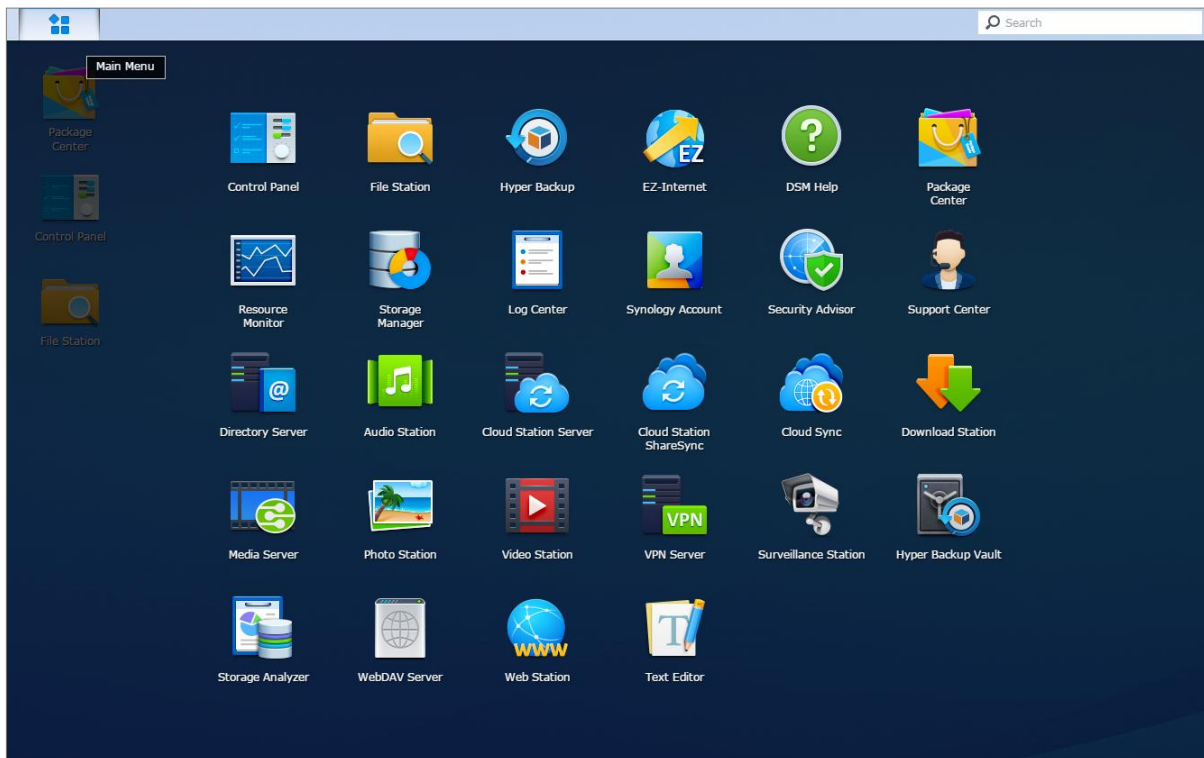 Search
Main Menu
Package
Center
Control Panel
File Station
EZ
Control Panel
File Station
Hyper Backup
EZ-Internet
DSM Help
Package
Center
Resource
Monitor
Storage
Manager
Log Center
Synology Account
Security Advisor
Support Center
@
Directory Server
Audio Station
Cloud Station Server
Cloud Station
ShareSync
Cloud Sync
Download Station
VPN
Media Server
Photo Station
Video Station
VPN Server
Surveillance Station
Hyper Backup Vault
WWW
T
Storage Analyzer
WebDAV Server
Web Station
Text Editor